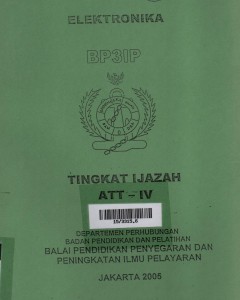 ELEKTRONIKA
BP3IP
TINGKAT IJAZAH
ATT - IV
DEPARTEMEN PERHUBUNGAN
BADAN PENDIDIKAN DAN PELATIHAN
BALAI PENDIDIKAN PENYEGARAN DAN
PENINGKATAN ILMU PELAYARAN
JAKARTA 2005